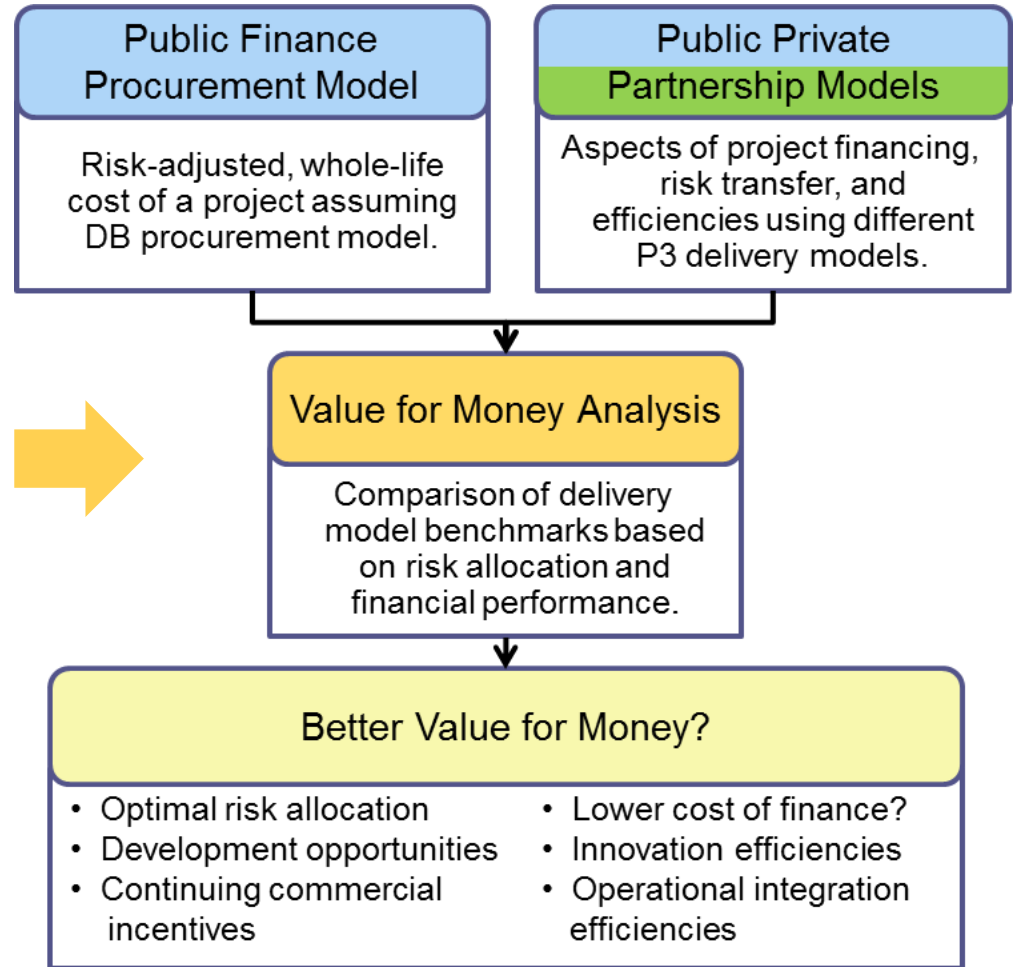 Public Finance
Procurement Model
Risk-adjusted, whole-life
cost of a project assuming
DB procurement model.
Public Private
Partnership Models
Aspects of project financing,
risk transfer, and
efficiencies using different
P3 delivery models.
Value for Money Analysis
Comparison of delivery
model benchmarks based
on risk allocation and
financial performance.
Better Value for Money?
• Optimal risk allocation
• Development opportunities
• Continuing commercial
incentives
• Lower cost of finance?
• Innovation efficiencies
• Operational integration
efficiencies